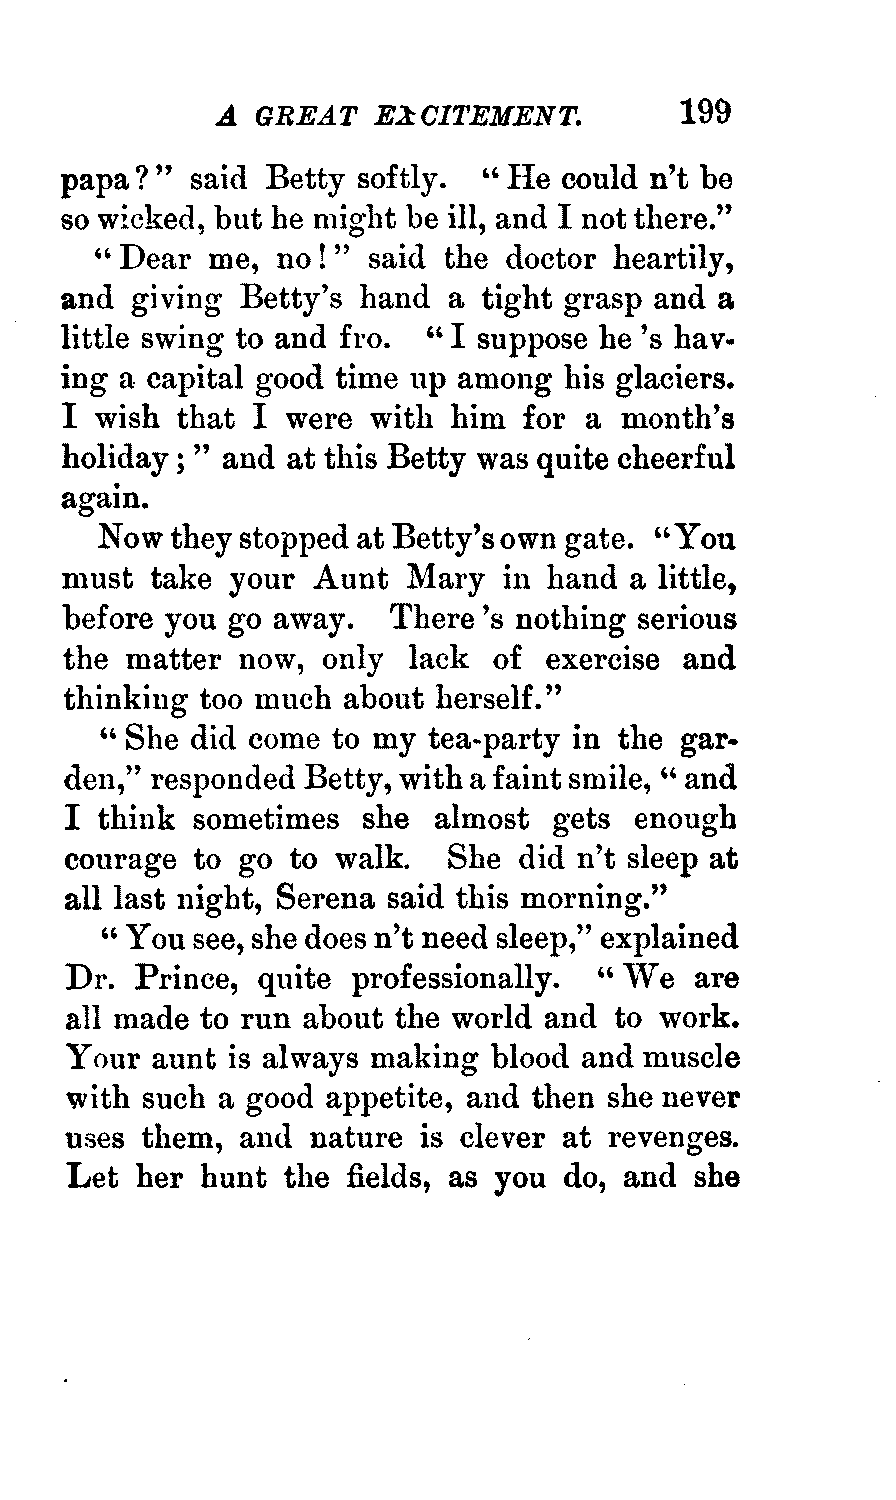 A GREAT EXCITEMENT. 199
papa?" said Betty softly. "He could n't be
so wicked, but he might be ill, and I not there."
"Dear me, no!" said the doctor heartily,
and giving Betty's hand a tight grasp and a
little swing to and fro. "I suppose he 's hav-
ing a capital good time up among his glaciers.
I wish that I were with him for a month's
holiday;" and at this Betty was quite cheerful
again.
Now they stopped at Betty's own gate. "You
must take your Aunt Mary in hand a little,
before you go away. There 's nothing serious
the matter now, only lack of exercise and
thinking too much about herself."
"She did come to my tea-party in the gar-
den," responded Betty, with a faint smile, "and
I think sometimes she almost gets enough
courage to go to walk. She did n't sleep at
all last night, Serena said this morning."
"You see, she does n't need sleep," explained
Dr. Prince, quite professionally. "We are
all made to run about the world and to work.
Your aunt is always making blood and muscle
with such a good appetite, and then she never
uses them, and nature is clever at revenges.
Let her hunt the fields, as you do, and she